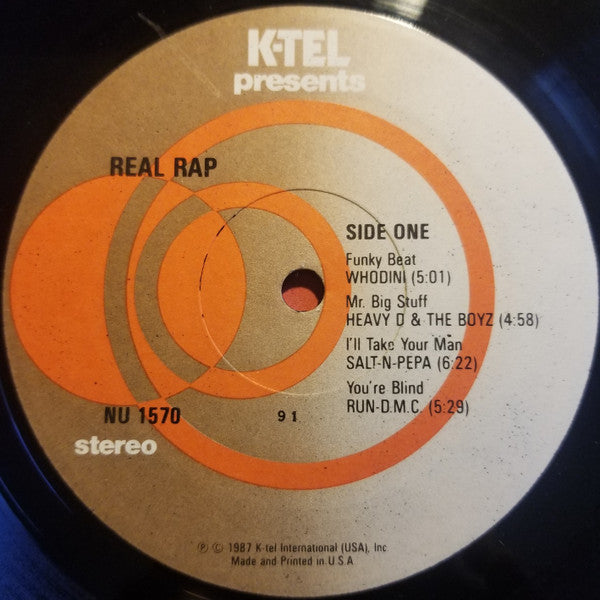 K-TEL
presents
REAL RAP
SIDE ONE
Funky Beat
WHODINI (5:01)
Mr. Big Stuff
HEAVY D & THE BOYZ (4:58)
I'll Take Your Man
SALT-N-PEPA (6:22)
You're Blind
RUN-D.M.C. (5:29)
NU 1570
91
stereo
℗ © 1987 K-tel International (USA), Inc.
Made and Printed in U.S.A